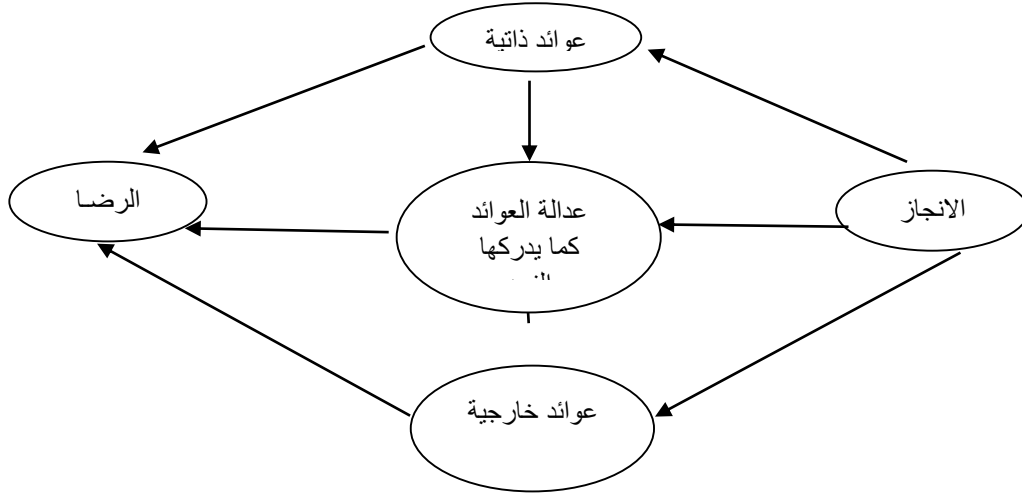 عوائد ذاتية
الانجاز
عدالة العوائد
كما يدركها
الرضا
عوائد خارجية